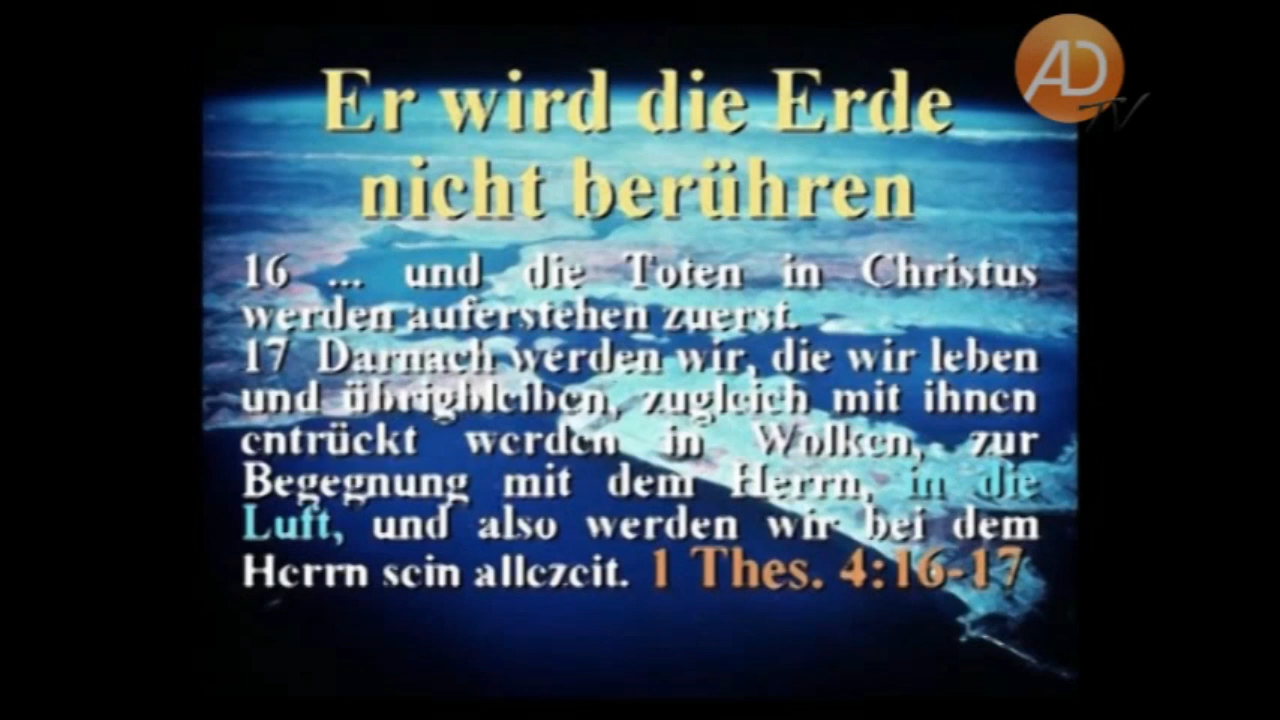 AD
TV
Er wird die Erde
nicht berühren
16 ... und die Toten in Christus
werden auferstehen zuerst.
17 Darnach werden wir, die wir leben
und übrigbleiben, zugleich mit ihnen
entrückt werden in Wolken, zur
Begegnung mit dem Herrn, in die
Luft, und also werden wir bei dem
Herrn sein allezeit. 1 Thes. 4:16-17